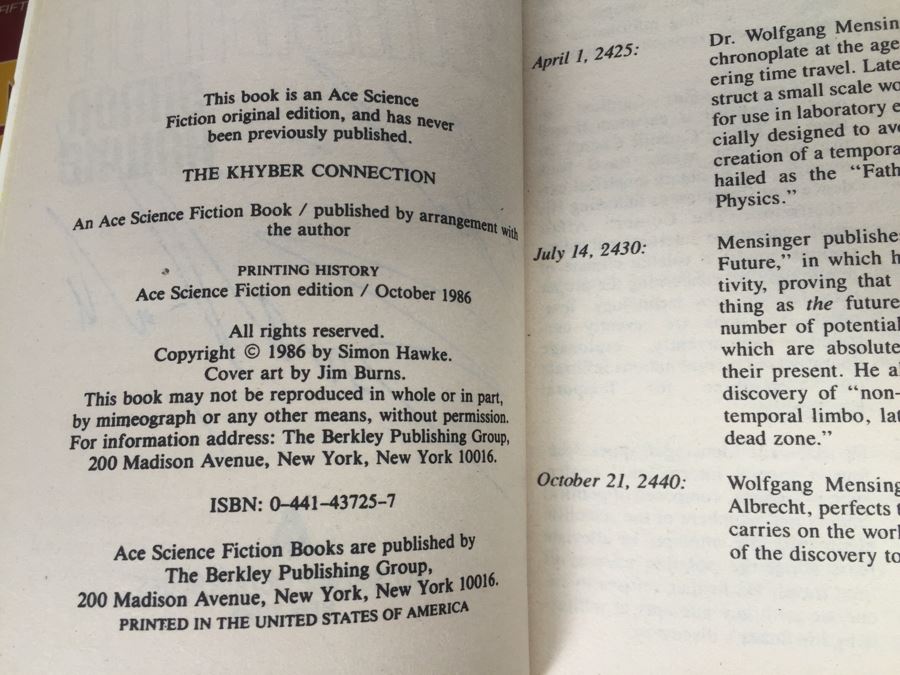 This book is an Ace Science
Fiction original edition, and has never
been previously published.
THE KHYBER CONNECTION
An Ace Science Fiction Book / published by arrangement with
the author
PRINTING HISTORY
Ace Science Fiction edition / October 1986
All rights reserved.
Copyright © 1986 by Simon Hawke.
Cover art by Jim Burns.
This book may not be reproduced in whole or in part,
by mimeograph or any other means, without permission.
For information address: The Berkley Publishing Group,
200 Madison Avenue, New York, New York 10016.
ISBN: 0-441-43725-7
Ace Science Fiction Books are published by
The Berkley Publishing Group,
200 Madison Avenue, New York, New York 10016.
PRINTED IN THE UNITED STATES OF AMERICA
April 1, 2425:
Dr. Wolfgang Mensin
chronoplate at the age
ering time travel. Late
struct a small scale wo
for use in laboratory e
cially designed to avo
creation of a tempora
hailed as the “Fath
Physics.”
July 14, 2430:
Mensinger publishe
Future,” in which h
tivity, proving that
thing as the future
number of potential
which are absolute
their present. He al
discovery of “non-
temporal limbo, lat
dead zone.”
October 21, 2440:
Wolfgang Mensing
Albrecht, perfects t
carries on the worl
of the discovery to